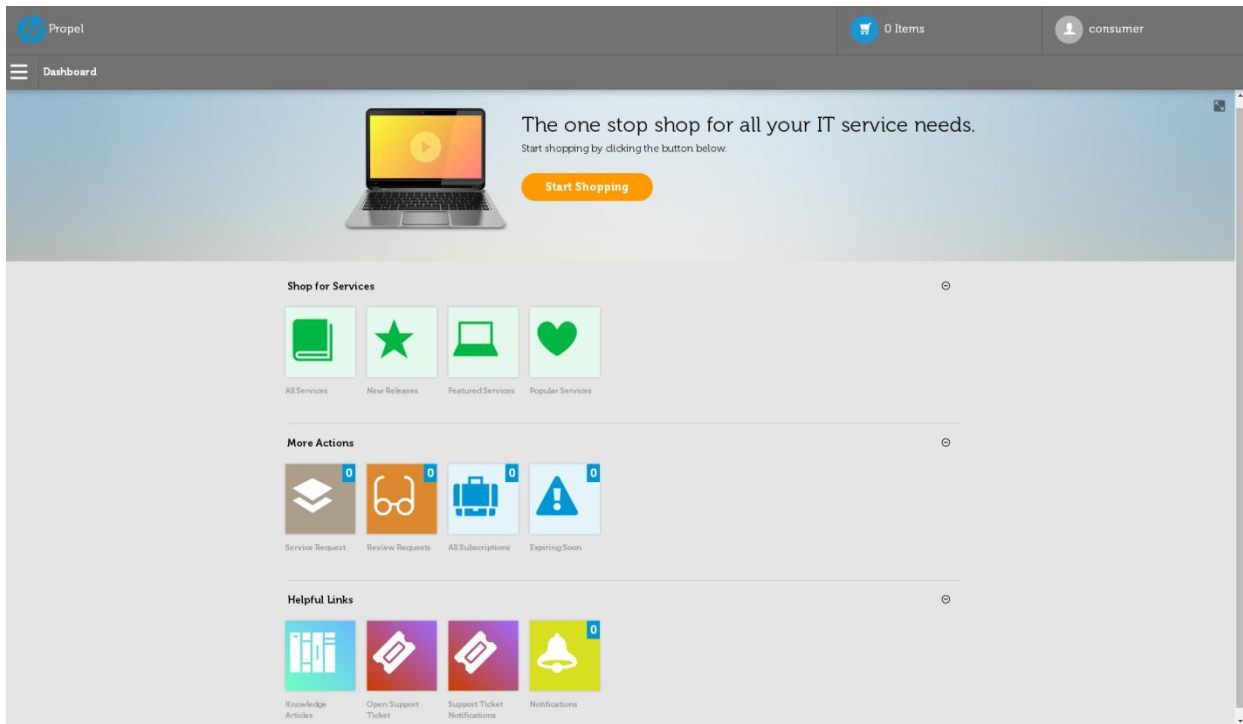 hp Propel
0 Items
consumer
Dashboard
The one stop shop for all your IT service needs.
Start shopping by clicking the button below.
Start Shopping
Shop for Services
All Services
New Releases
Featured Services
Popular Services
More Actions
0
0
0
0
Service Request
Review Requests
All Subscriptions
Expiring Soon
Helpful Links
0
Knowledge
Articles
Open Support
Ticket
Support Ticket
Notifications
Notifications